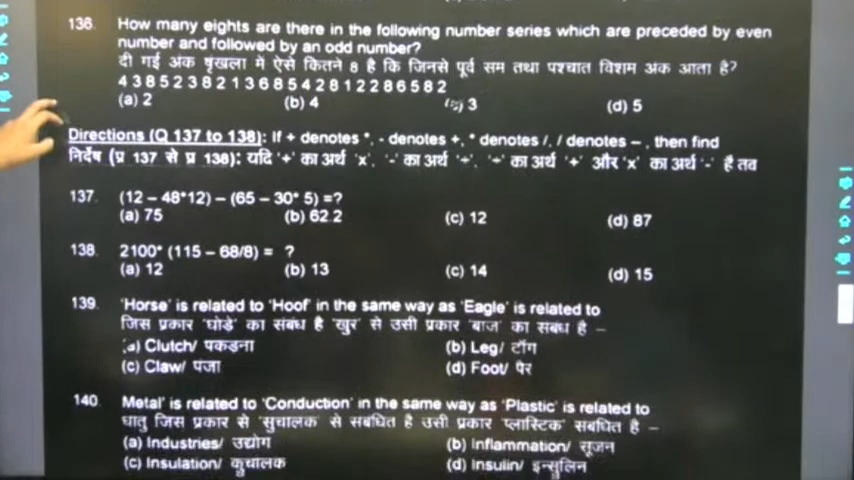 136. How many eights are there in the following number series which are preceded by even
number and followed by an odd number?
दी गई अंक श्रृंखला में ऐसे कितने 8 है कि जिनसे पूर्व सम तथा पश्चात विशम अंक आता है?
4 3 8 5 2 3 8 2 1 3 6 8 5 4 2 8 1 2 2 8 6 5 8 2
(a) 2 (b) 4 (c) 3 (d) 5
Directions (Q 137 to 138): If + denotes *, - denotes +, * denotes /, / denotes – , then find
निर्देष (प्र 137 से प्र 138): यदि '+' का अर्थ 'x', '-' का अर्थ '÷', '÷' का अर्थ '+' और 'x' का अर्थ '-' है तब
137. (12 – 48*12) – (65 – 30* 5) =?
(a) 75 (b) 62.2 (c) 12 (d) 87
138. 2100* (115 – 68/8) = ?
(a) 12 (b) 13 (c) 14 (d) 15
139. 'Horse' is related to 'Hoof' in the same way as 'Eagle' is related to
जिस प्रकार 'घोड़े' का संबंध है 'खुर' से उसी प्रकार 'बाज' का संबध है –
(a) Clutch/ पकडना (b) Leg/ टाँग
(c) Claw/ पंजा (d) Foot/ पैर
140. Metal' is related to 'Conduction' in the same way as 'Plastic' is related to
धातु जिस प्रकार से 'सुचालक' से संबधित है उसी प्रकार 'प्लास्टिक' संबधित है –
(a) Industries/ उद्योग (b) Inflammation/ सूजन
(c) Insulation/ कुचालक (d) Insulin/ इन्सुलिन